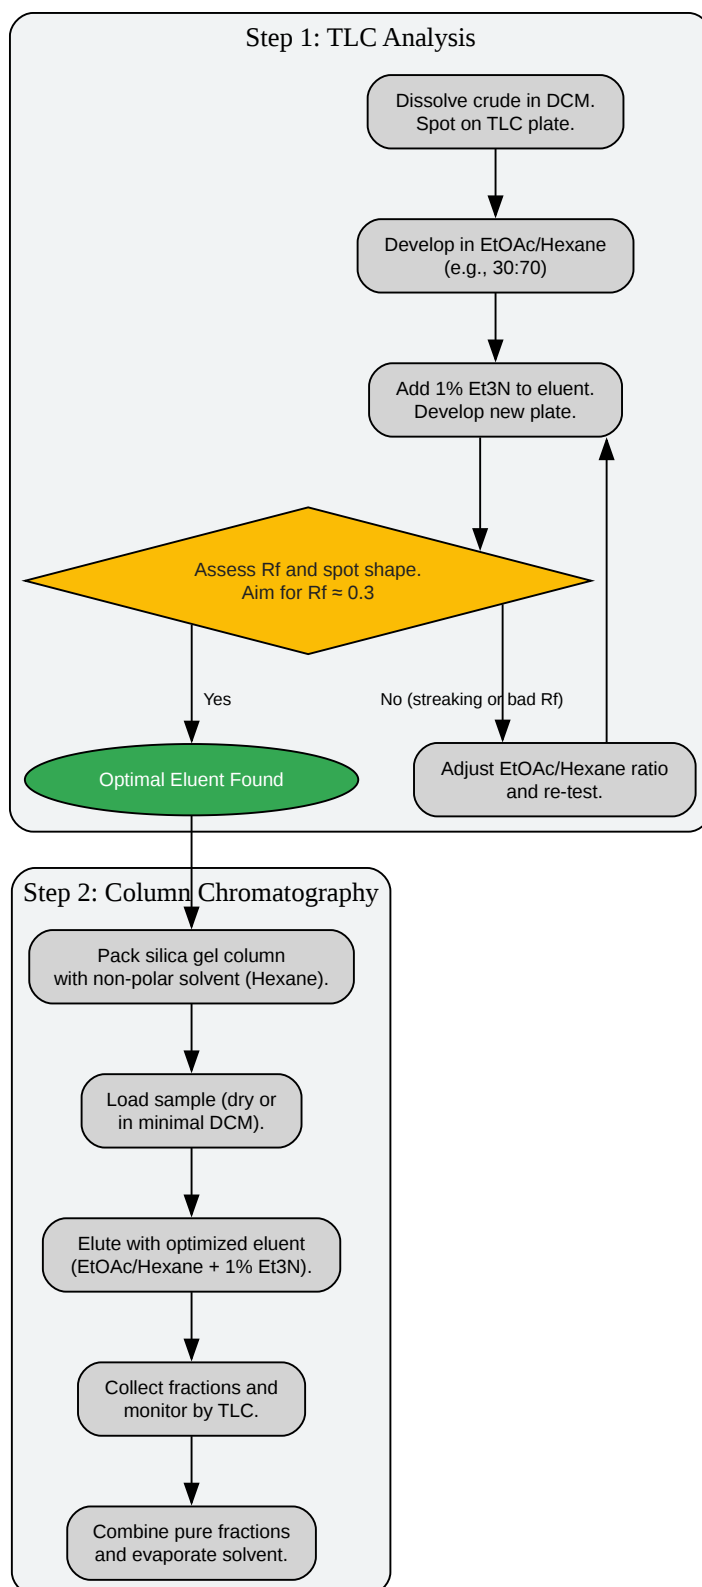 Step 1: TLC Analysis
Dissolve crude in DCM.
Spot on TLC plate.
Develop in EtOAc/Hexane
(e.g., 30:70)
Add 1% Et3N to eluent.
Develop new plate.
Assess Rf and spot shape.
Aim for Rf ≈ 0.3
Yes
No (streaking or bad Rf)
Optimal Eluent Found
Adjust EtOAc/Hexane ratio
and re-test.
Step 2: Column Chromatography
Pack silica gel column
with non-polar solvent (Hexane).
Load sample (dry or
in minimal DCM).
Elute with optimized eluent
(EtOAc/Hexane + 1% Et3N).
Collect fractions and
monitor by TLC.
Combine pure fractions
and evaporate solvent.